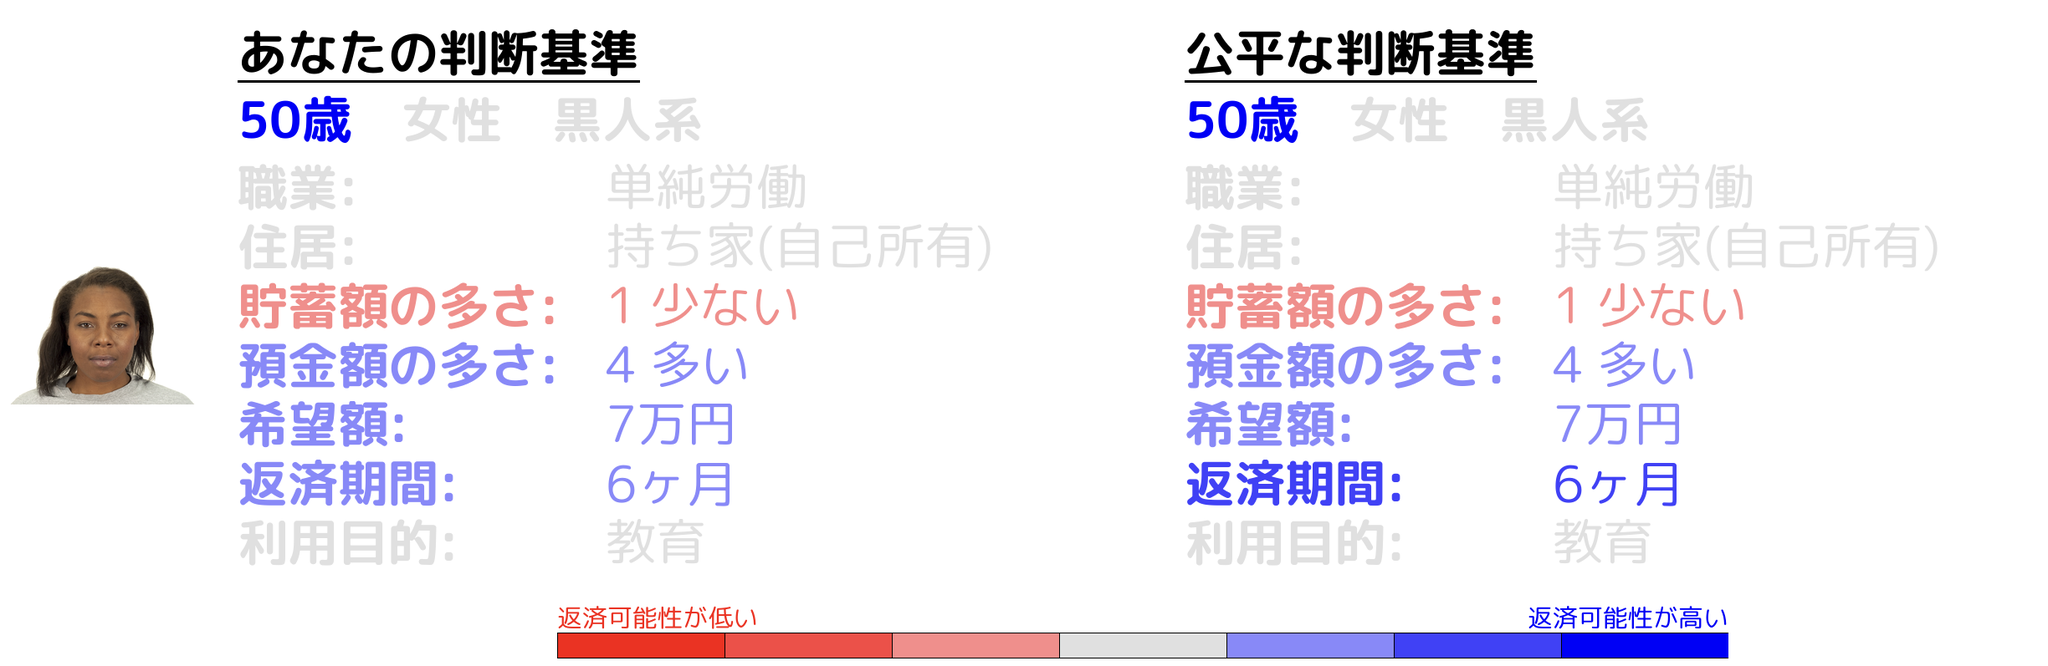 あなたの判断基準
50歳 女性 黒人系
職業: 単純労働
住居: 持ち家(自己所有)
貯蓄額の多さ: 1 少ない
預金額の多さ: 4 多い
希望額: 7万円
返済期間: 6ヶ月
利用目的: 教育
公平な判断基準
50歳 女性 黒人系
職業: 単純労働
住居: 持ち家(自己所有)
貯蓄額の多さ: 1 少ない
預金額の多さ: 4 多い
希望額: 7万円
返済期間: 6ヶ月
利用目的: 教育
返済可能性が低い
返済可能性が高い